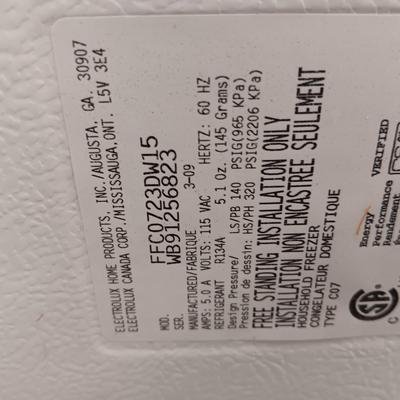 ELECTROLUX HOME PRODUCTS, INC./AUGUSTA, GA. 30907
ELECTROLUX CANADA CORP./MISSISSAUGA,ONT. L5V 3E4
MOD. FFC0723DW15
SER. WB91256823
MANUFACTURED/FABRIQUE 3-09
AMPS: 5.0 A VOLTS: 115 VAC HERTZ: 60 HZ
REFRIGERANT R134A 5.1 Oz. (145 Grams)
Design Pressure/ LS/PB 140 PSIG(965 KPa)
Pression de dessin: HS/PH 320 PSIG(2206 KPa)
FREE STANDING INSTALLATION ONLY
INSTALLATION NON ENCASTREE SEULEMENT
HOUSEHOLD FREEZER
CONGELATEUR DOMESTIQUE
TYPE C07
Energy VERIFIED
Performance
Rendement
C